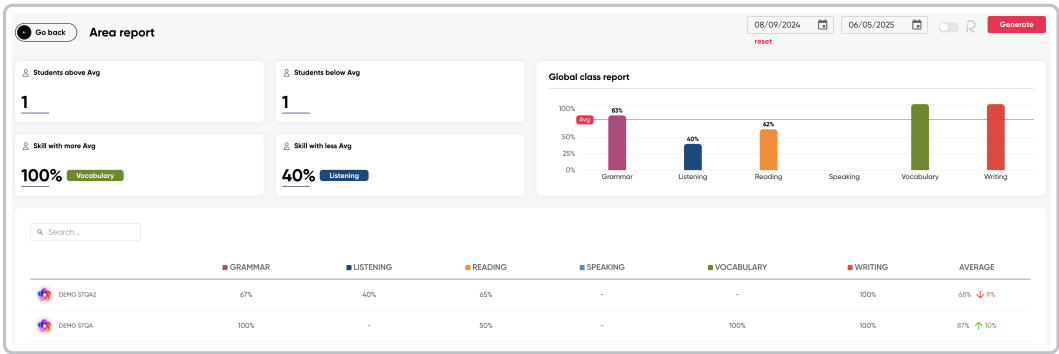 Go back
Area report
08/09/2024
06/05/2025
R
Generate
reset
Students above Avg
1
Students below Avg
1
Skill with more Avg
100% Vocabulary
Skill with less Avg
40% Listening
Global class report
100%
Avg
50%
25%
0%
83%
40%
62%
Grammar Listening Reading Speaking Vocabulary Writing
Search...
GRAMMAR LISTENING READING SPEAKING VOCABULARY WRITING AVERAGE
DEMO STQA2 67% 40% 65% - - 100% 68% 9%
DEMO STQA 100% - 50% - 100% 100% 87% 10%